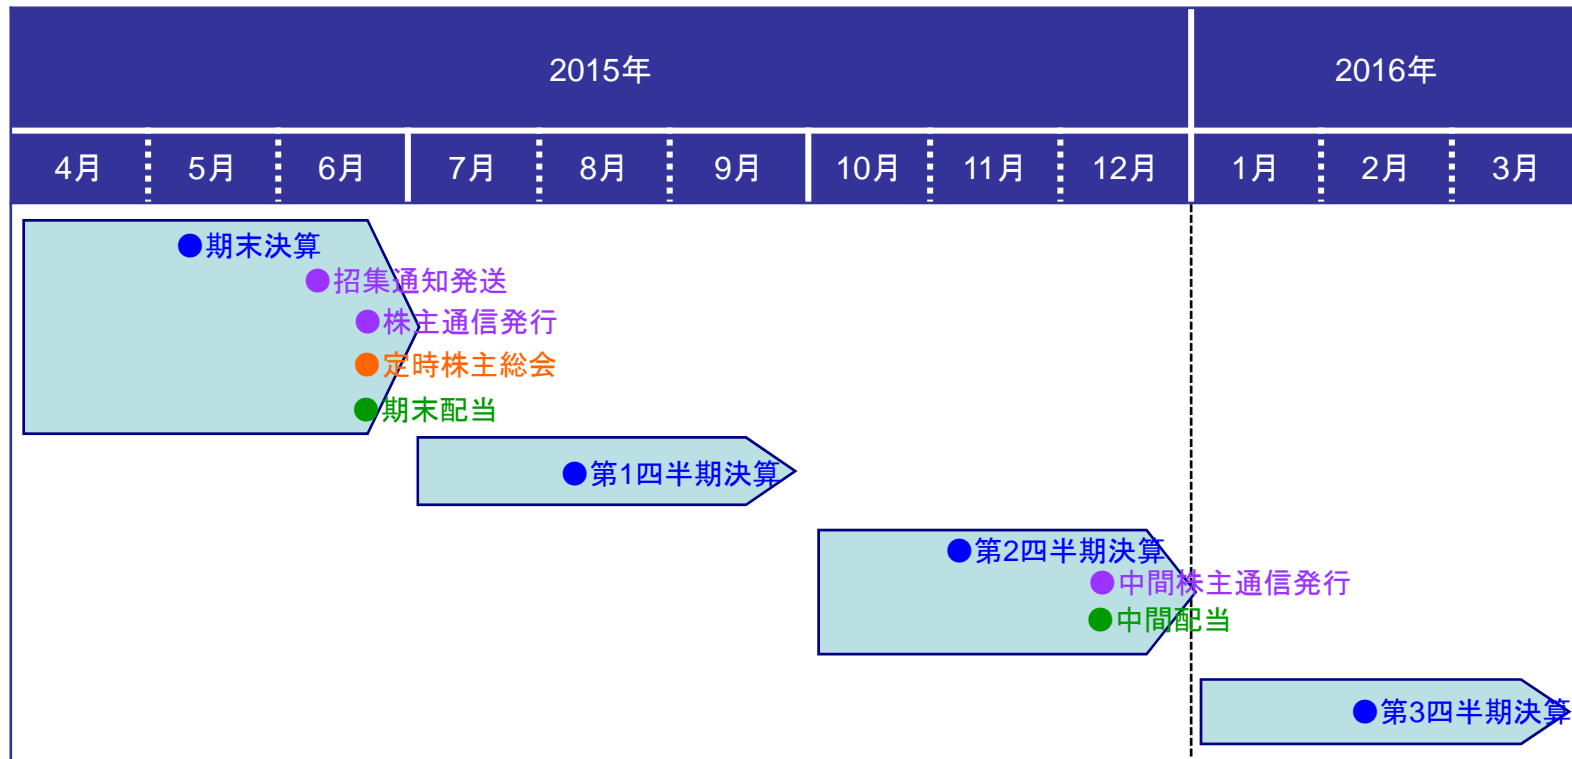 2015年 2016年
4月 5月 6月 7月 8月 9月 10月 11月 12月 1月 2月 3月
●期末決算
●招集通知発送
●株主通信発行
●定時株主総会
●期末配当
●第1四半期決算
●第2四半期決算
●中間株主通信発行
●中間配当
●第3四半期決算